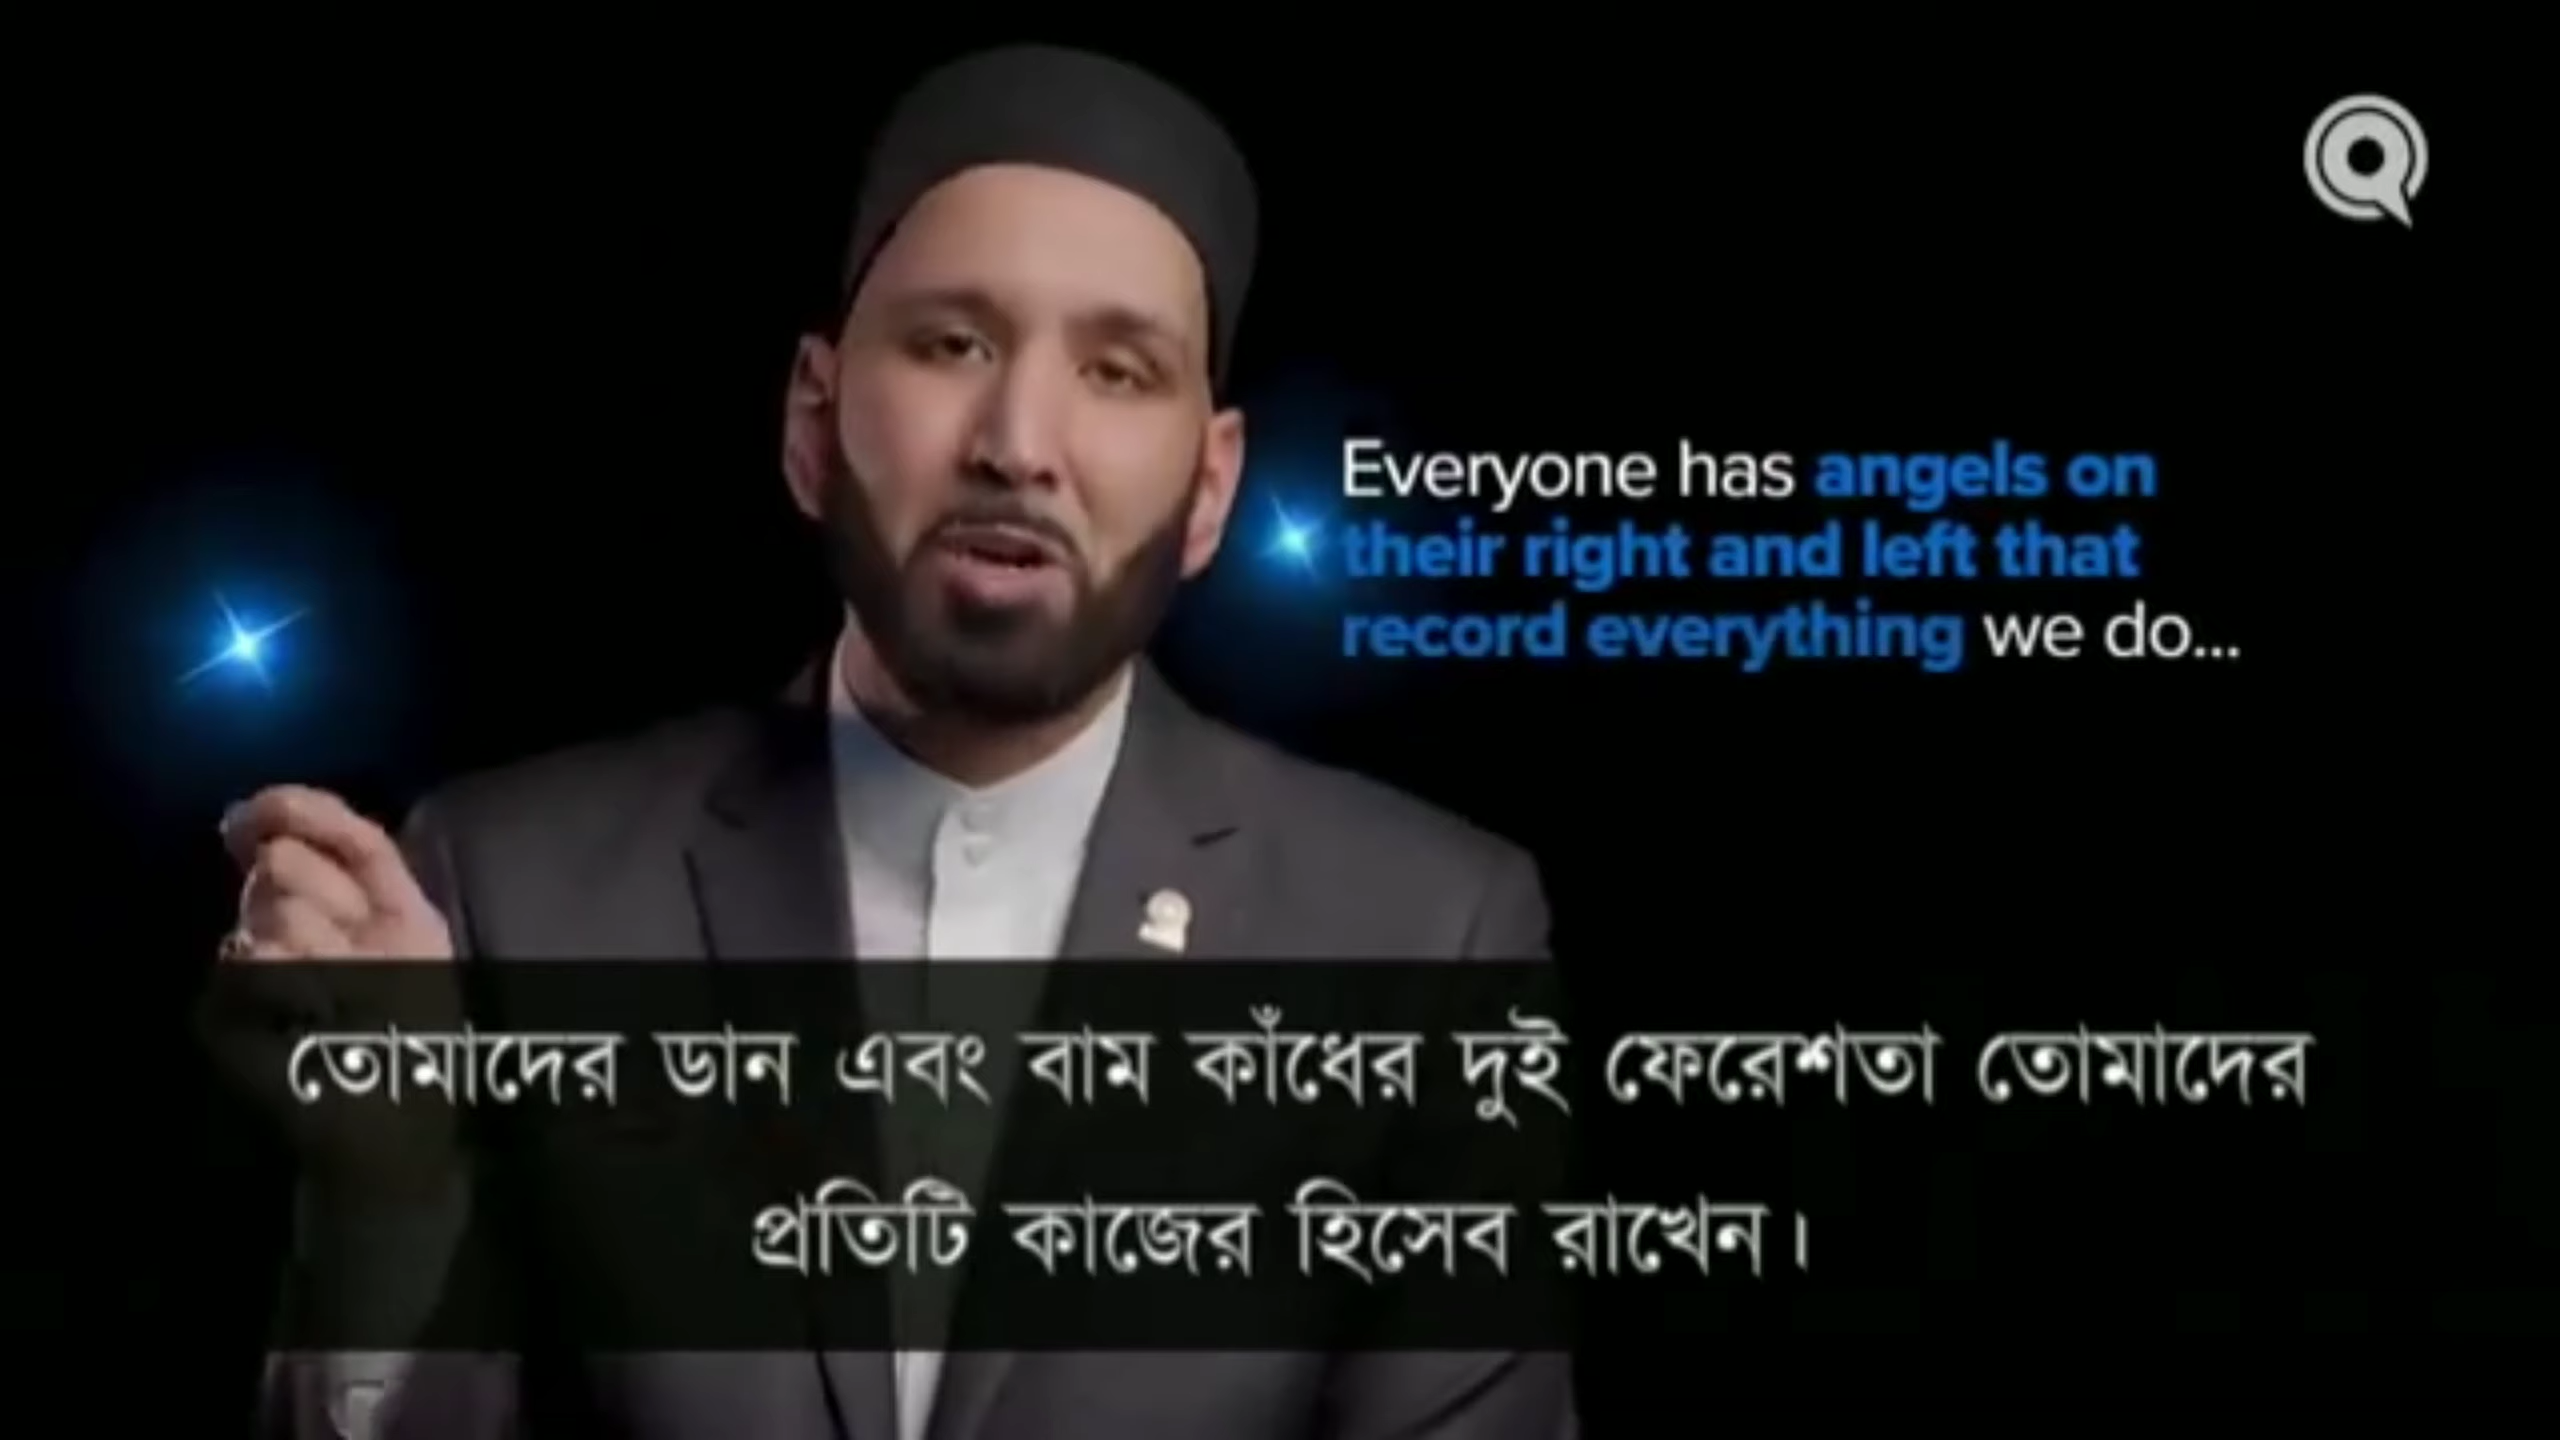 Everyone has angels on
their right and left that
record everything we do...
তোমাদের ডান এবং বাম কাঁধের দুই ফেরেশতা তোমাদের
প্রতিটি কাজের হিসেব রাখেন।